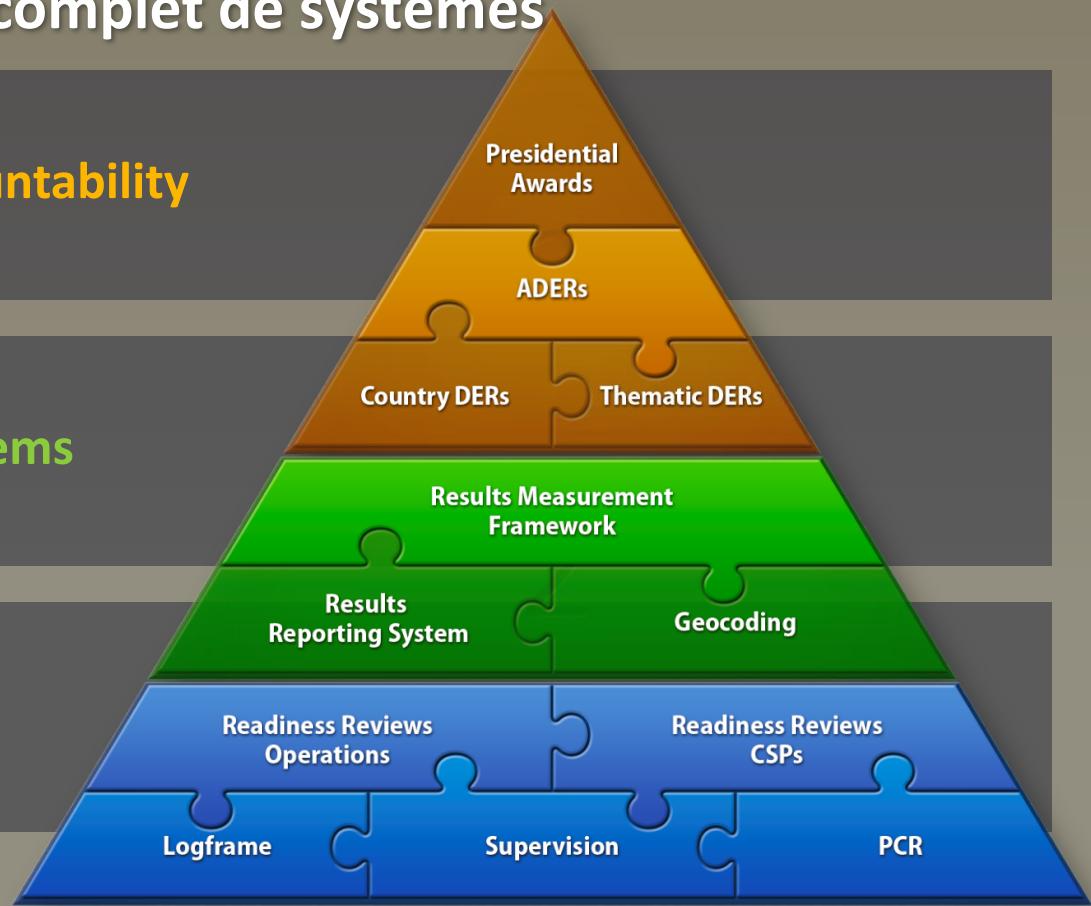 complet de systèmes
untability
Presidential
Awards
ADERs
Country DERs
Thematic DERs
ems
Results Measurement
Framework
Results
Reporting System
Geocoding
Readiness Reviews
Operations
Readiness Reviews
CSPs
Logframe
Supervision
PCR